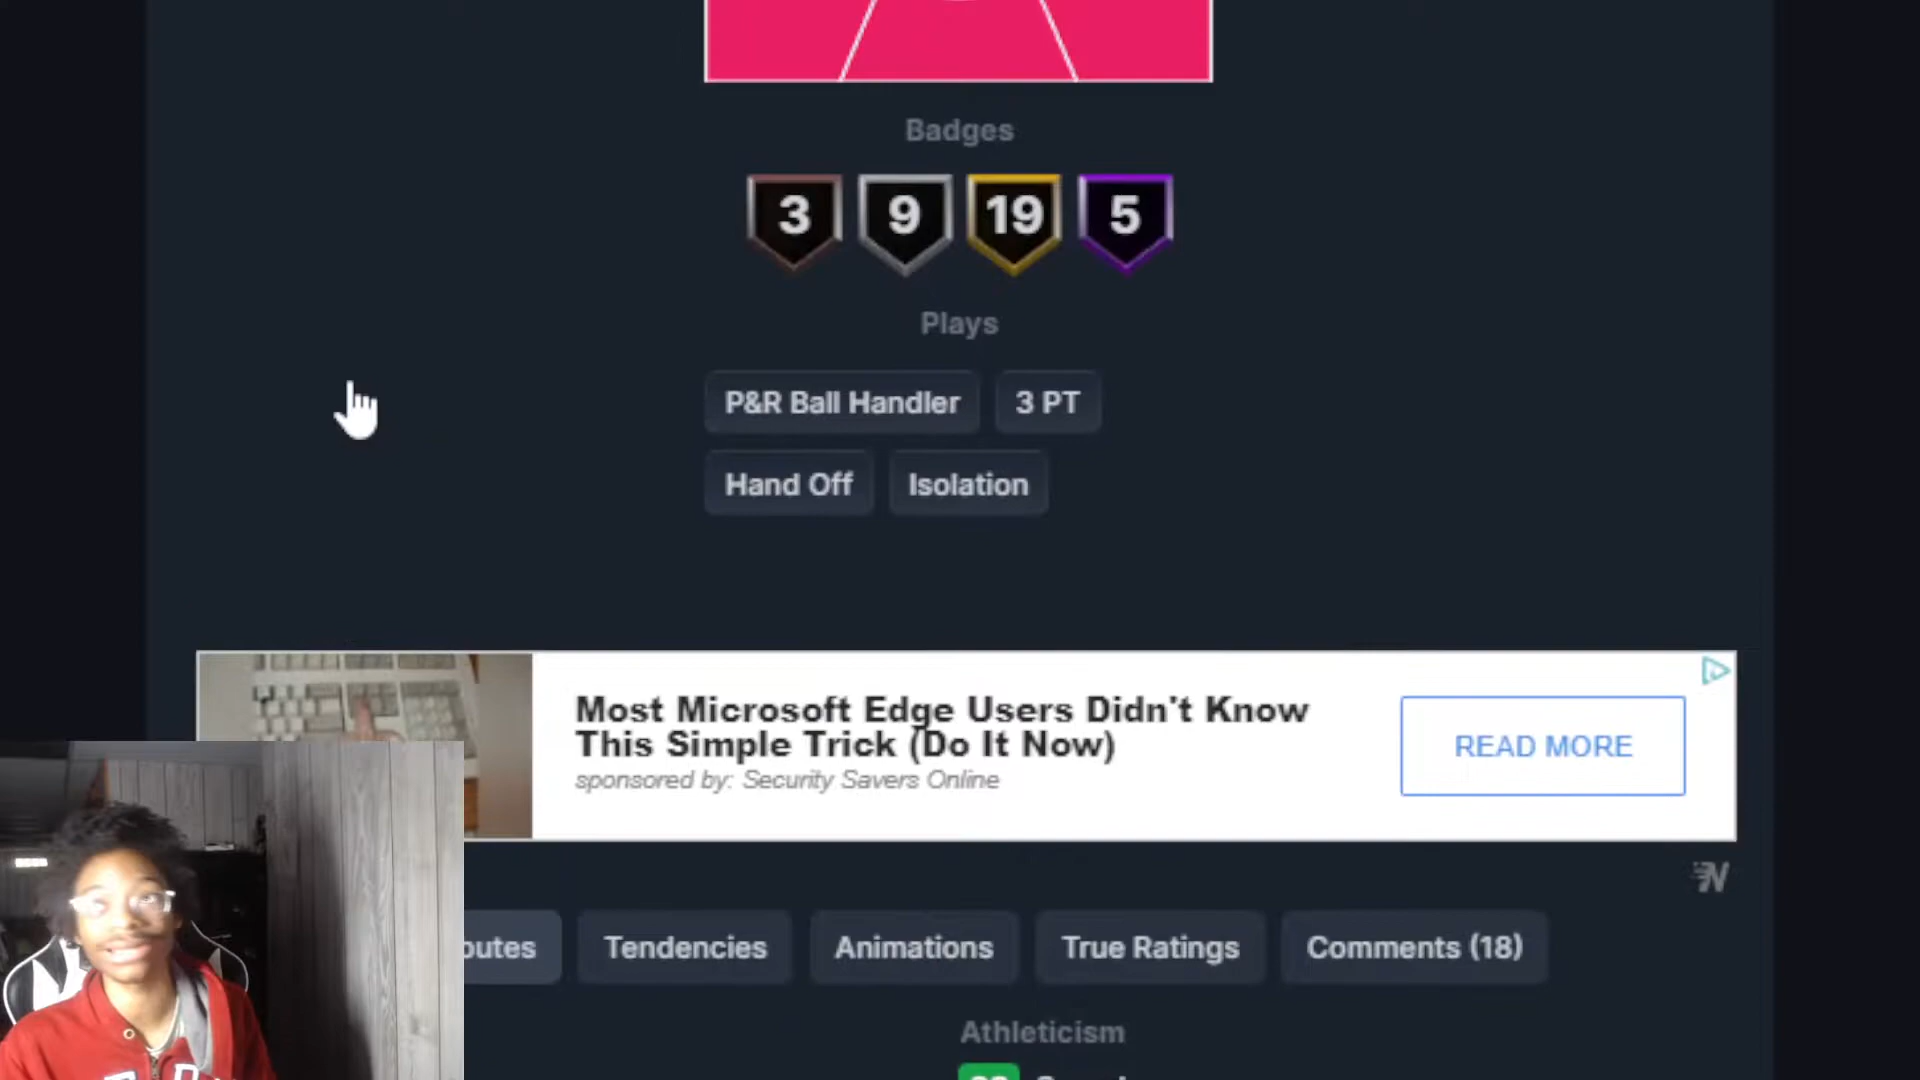 Badges
3 9 19 5
Plays
P&R Ball Handler 3 PT
Hand Off Isolation
Most Microsoft Edge Users Didn't Know
This Simple Trick (Do It Now)
sponsored by: Security Savers Online
READ MORE
Tendencies Animations True Ratings Comments (18)
Athleticism